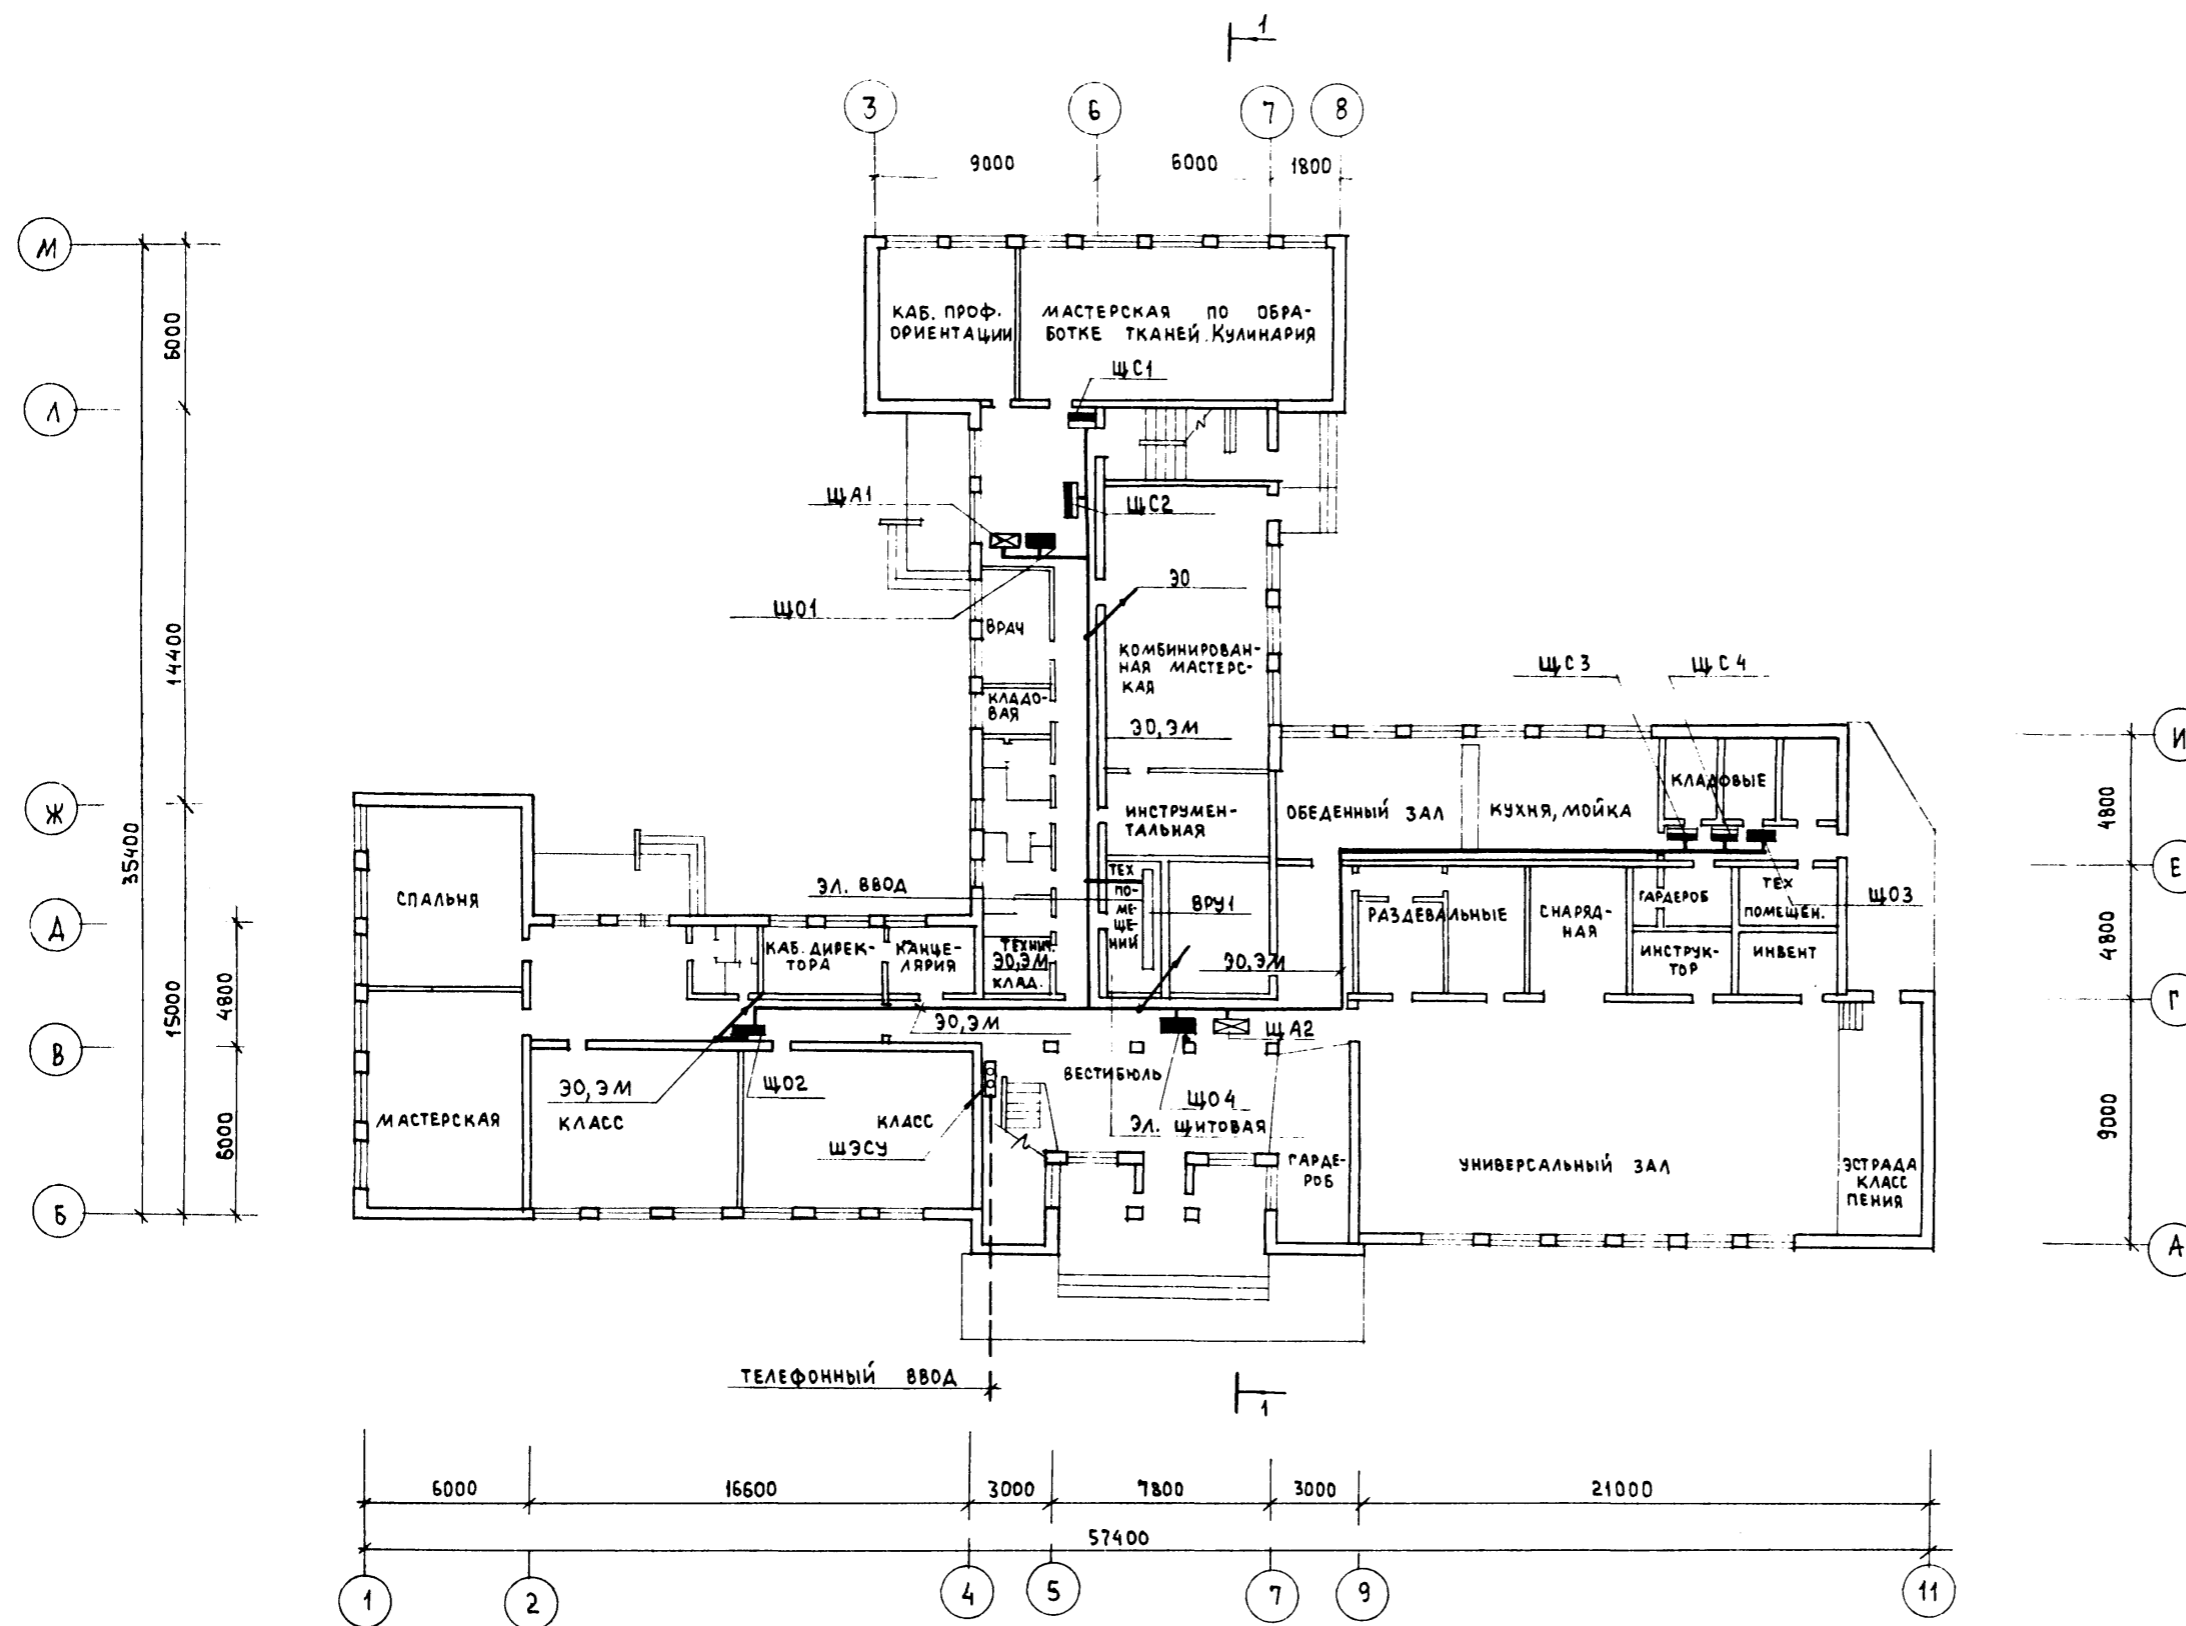 1
3
6
7
8
9000
6000
1800
М
Л
Ж
Д
В
Б
6000
14400
35400
15000
4800
6000
КАБ. ПРОФ.
ОРИЕНТАЦИИ
МАСТЕРСКАЯ ПО ОБРА-
БОТКЕ ТКАНЕЙ. КУЛИНАРИЯ
ЩС1
ЩА1
ЩС2
ЭО
ЩО1
ВРАЧ
КОМБИНИРОВАН-
НАЯ МАСТЕРС-
КАЯ
ЩС3
ЩС4
КЛАДО-
ВАЯ
ЭО, ЭМ
И
КЛАДОВЫЕ
ИНСТРУМЕН-
ТАЛЬНАЯ
ОБЕДЕННЫЙ ЗАЛ
КУХНЯ, МОЙКА
4800
Е
СПАЛЬНЯ
ЭЛ. ВВОД
ТЕХ
ПО-
МЕ-
ЩЕ-
НИЙ
ВРУ1
РАЗДЕВАЛЬНЫЕ
СНАРЯД-
НАЯ
ГАРДЕРОБ
ТЕХ
ПОМЕЩЕН.
ЩО3
КАБ. ДИРЕК-
ТОРА
КАНЦЕ-
ЛЯРИЯ
ТЕХНИЧ.
ЭО, ЭМ
КЛАД.
ЭО, ЭМ
ИНСТРУК-
ТОР
ИНВЕНТ
4800
Г
ЭО, ЭМ
ЩА2
ЭО, ЭМ
ЩО2
ВЕСТИБЮЛЬ
ЩО4
ЭЛ. ЩИТОВАЯ
МАСТЕРСКАЯ
КЛАСС
КЛАСС
ШЭСУ
ГАРДЕ-
РОБ
УНИВЕРСАЛЬНЫЙ ЗАЛ
ЭСТРАДА
КЛАСС
ПЕНИЯ
9000
А
ТЕЛЕФОННЫЙ ВВОД
1
6000
16600
3000
7800
3000
21000
57400
1
2
4
5
7
9
11